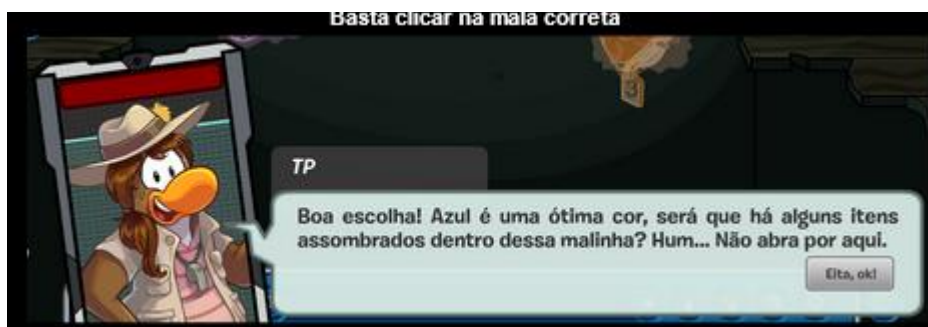 Basta clicar na mala correta
3
TP
Boa escolha! Azul é uma ótima cor, será que há alguns itens
assombrados dentro dessa malinha? Hum... Não abra por aqui.
Eita, ok!